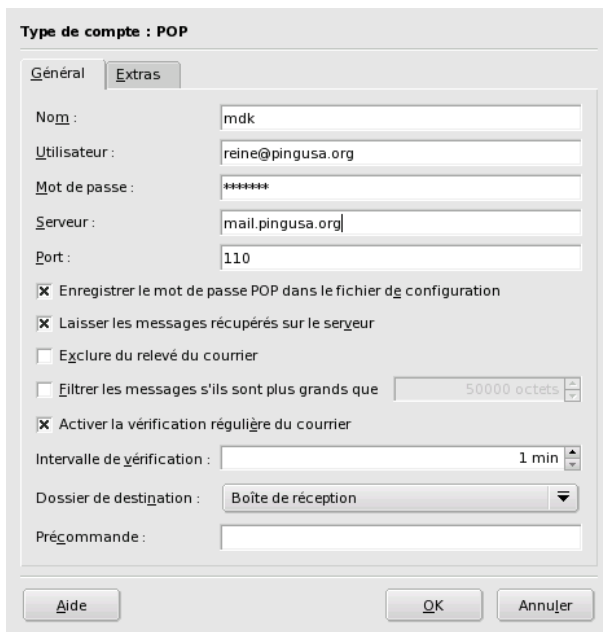 Type de compte : POP
Général Extras
Nom : mdk
Utilisateur : reine@pingusa.org
Mot de passe : *******
Serveur : mail.pingusa.org
Port : 110
Enregistrer le mot de passe POP dans le fichier de configuration
Laisser les messages récupérés sur le serveur
Exclure du relevé du courrier
Filtrer les messages s'ils sont plus grands que 50000 octets
Activer la vérification régulière du courrier
Intervalle de vérification : 1 min
Dossier de destination : Boîte de réception
Précommande :
Aide OK Annuler